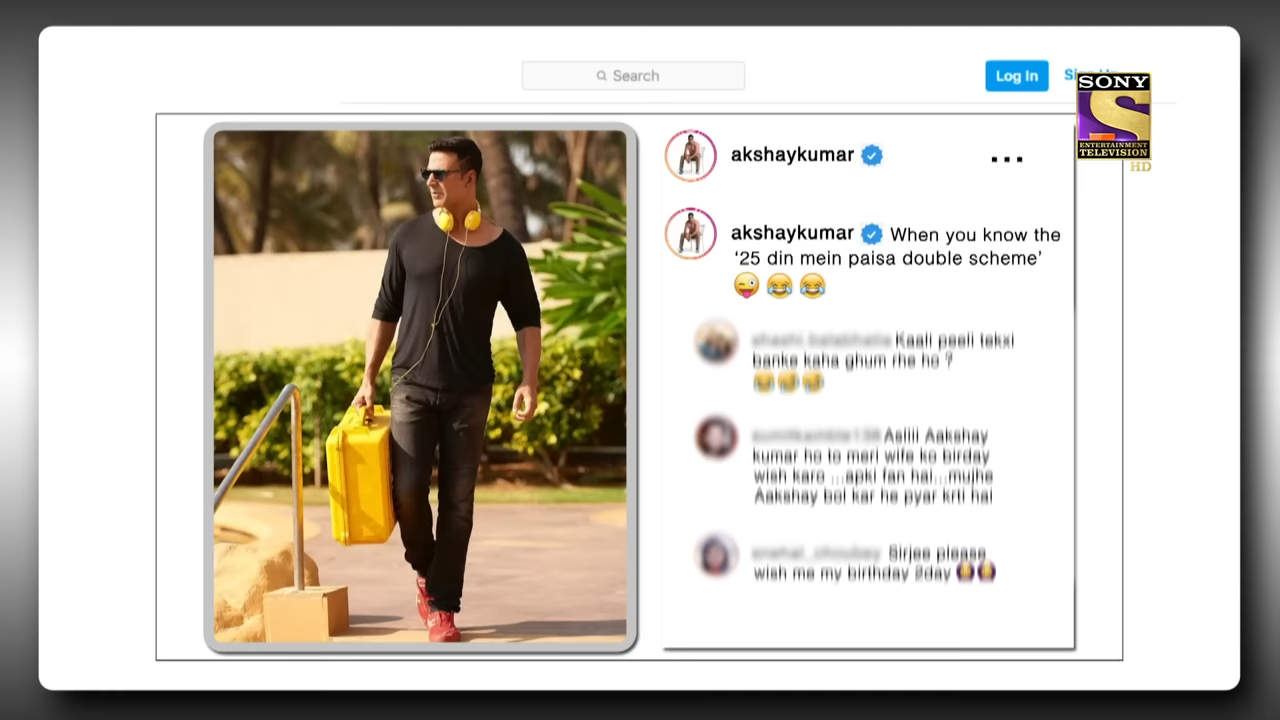 Search
Log In
SONY
ENTERTAINMENT
TELEVISION
HD
akshaykumar
akshaykumar When you know the
‘25 din mein paisa double scheme’
😜 😂 😂
Kaali peeli tekxi
banke kaha ghum rhe ho ?
😂 😂 😂
Asliii Aakshay
kumar ho to meri wife ko birday
wish karo ...apki fan hai...mujhe
Aakshay bol kar he pyar krti hai
Sirjee please
wish me my birthday 2day